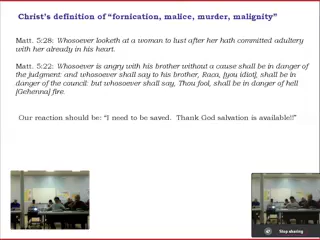 Christ's definition of "fornication, malice, murder, malignity"
Matt. 5:28: Whosoever looketh at a woman to lust after her hath committed adultery
with her already in his heart.
Matt. 5:22: Whosoever is angry with his brother without a cause shall be in danger of
the judgment: and whosoever shall say to his brother, Raca, [you idiot], shall be in
danger of the council: but whosoever shall say, Thou fool, shall be in danger of hell
[Gehenna] fire.
Our reaction should be: "I need to be saved.  Thank God salvation is available!!"
Stop sharing